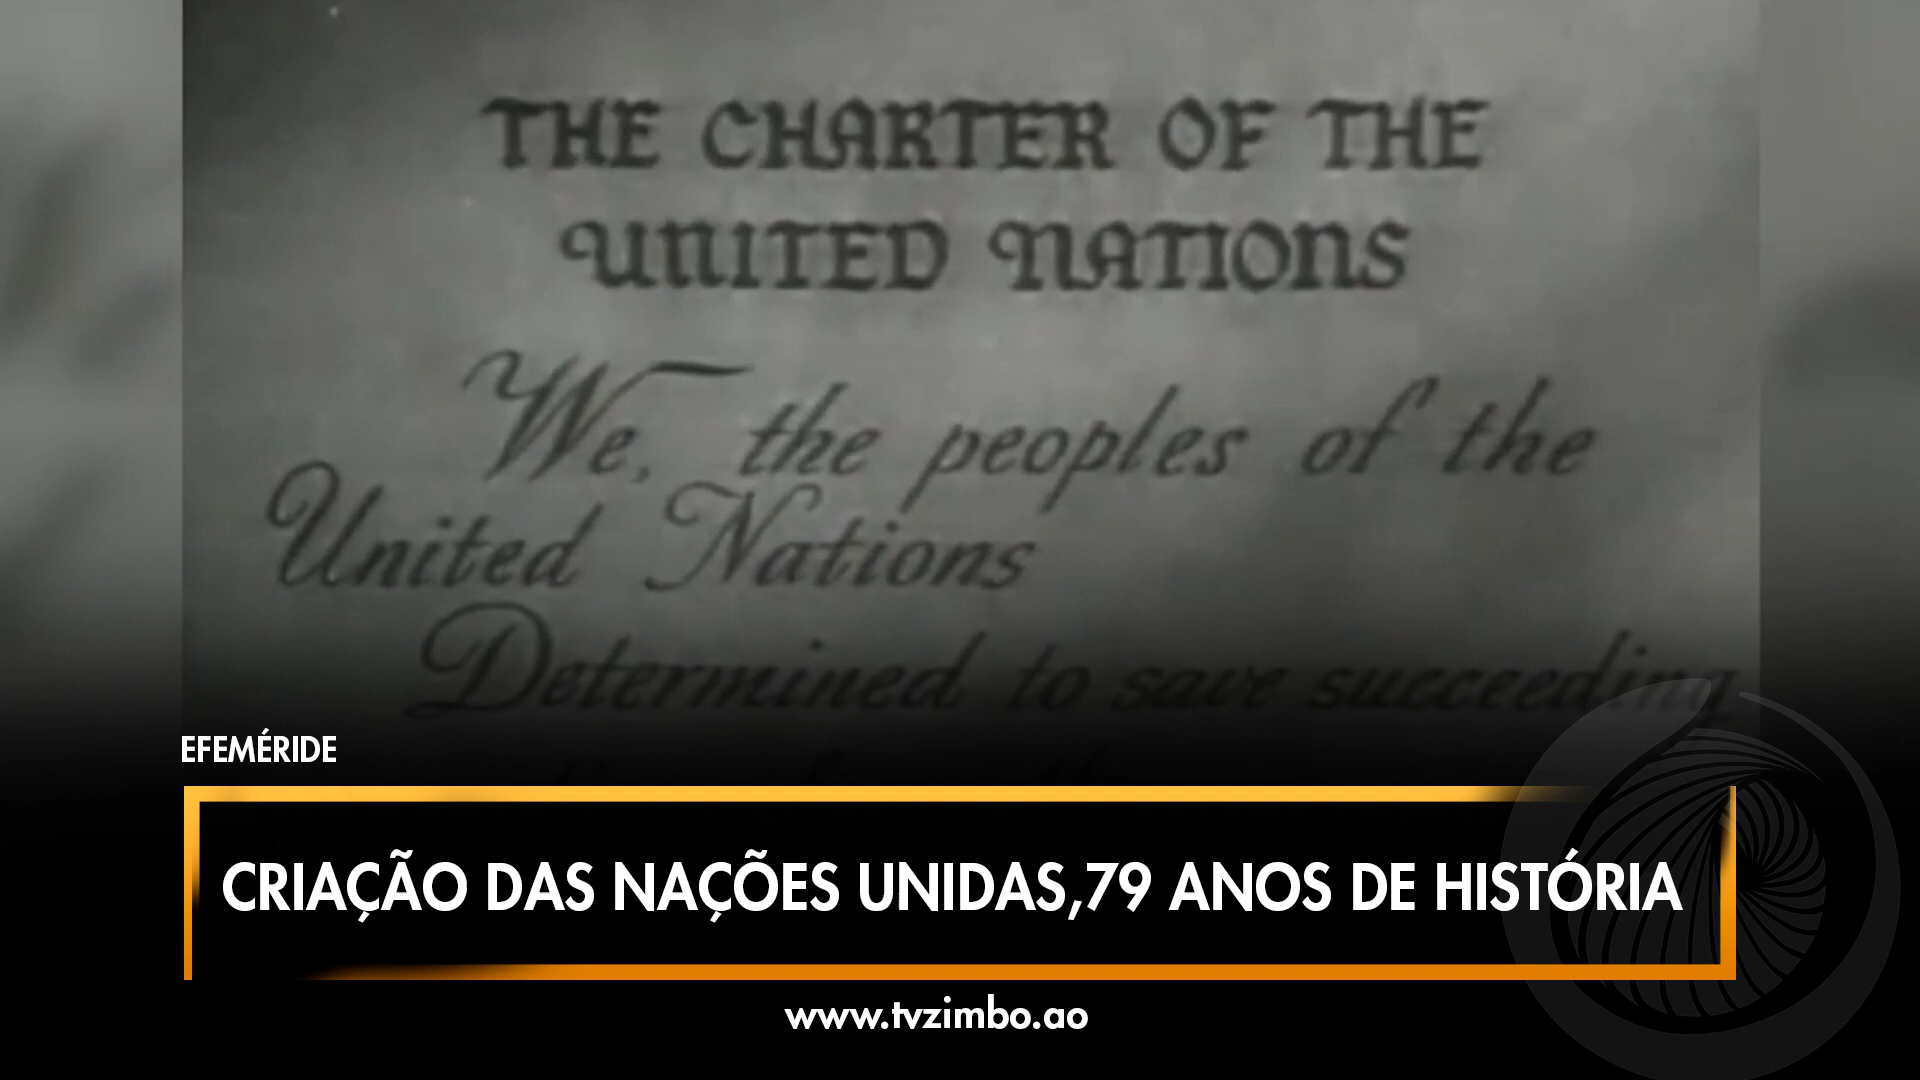 THE CHARTER OF THE
UNITED NATIONS
We, the peoples of the
United Nations
Determined to save succeeding
EFEMÉRIDE
CRIAÇÃO DAS NAÇÕES UNIDAS,79 ANOS DE HISTÓRIA
www.tvzimbo.ao